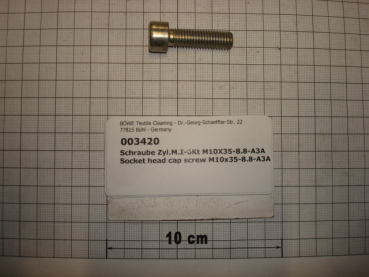 BÖWE Textile Cleaning - Dr.-Georg-Schaeffler-Str. 22
77815 Bühl - Germany
003420
Schraube Zyl.M.I-6Kt M10X35-8.8-A3A
Socket head cap screw M10x35-8.8-A3A
10 cm